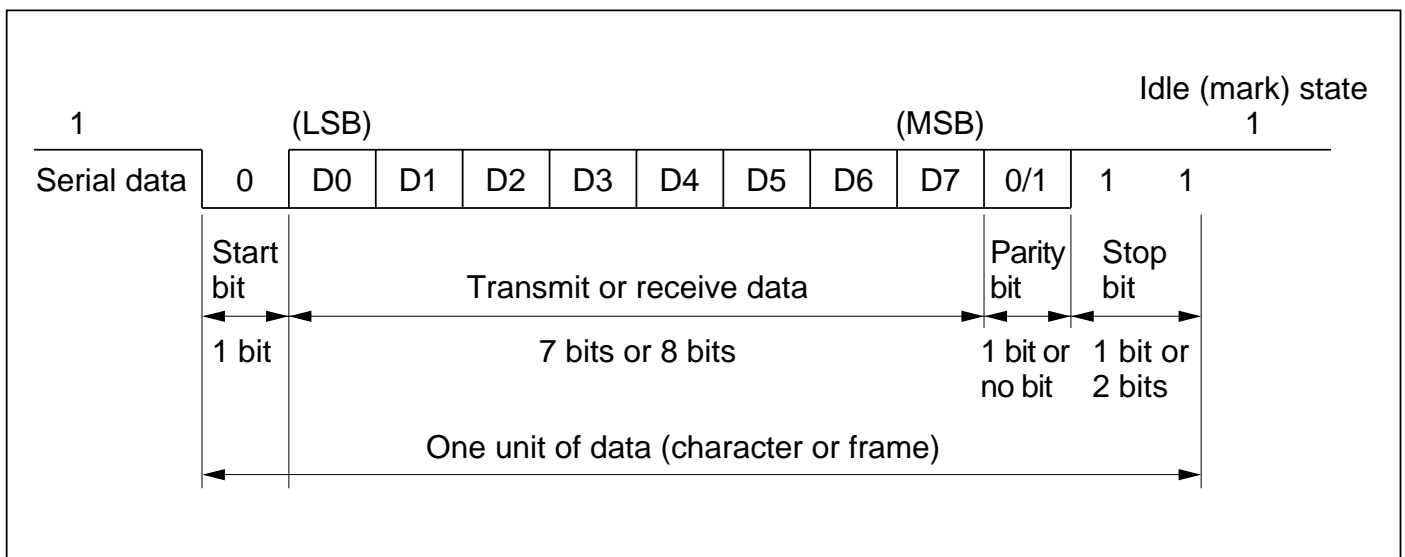 Idle (mark) state
1 (LSB) (MSB) 1
Serial data 0 D0 D1 D2 D3 D4 D5 D6 D7 0/1 1 1
Start Parity Stop
bit Transmit or receive data bit bit
1 bit 7 bits or 8 bits 1 bit or 1 bit or
no bit 2 bits
One unit of data (character or frame)